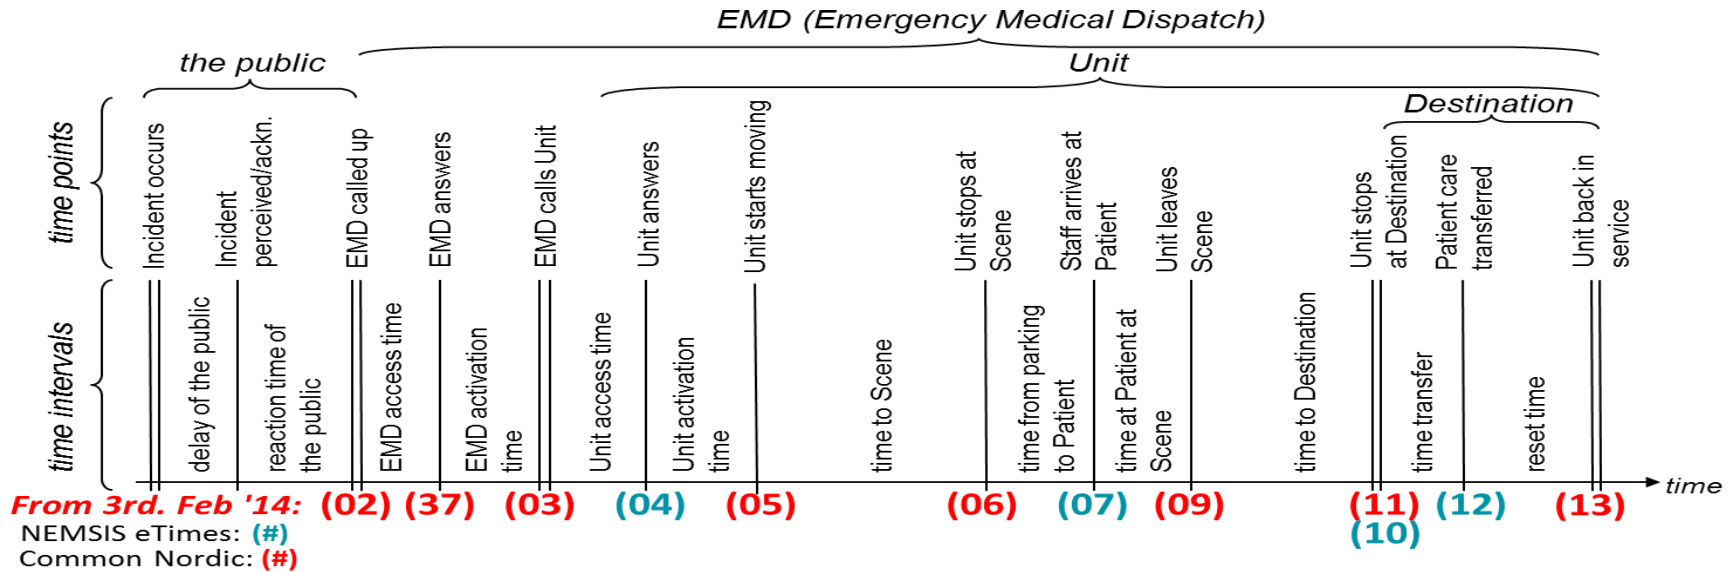 EMD (Emergency Medical Dispatch)
the public
Unit
Destination
time points
Incident occurs
Incident
perceived/ackn.
EMD called up
EMD answers
EMD calls Unit
Unit answers
Unit starts moving
Unit stops at
Scene
Staff arrives at
Patient
Unit leaves
Scene
Unit stops
at Destination
Patient care
transferred
Unit back in
service
time intervals
delay of the public
reaction time of
the public
EMD access time
EMD activation
time
Unit access time
Unit activation
time
time to Scene
time from parking
to Patient
time at Patient at
Scene
time to Destination
time transfer
reset time
time
From 3rd. Feb '14: (02) (37) (03) (04) (05) (06) (07) (09) (11) (12) (13)
NEMSIS eTimes: (#) (10)
Common Nordic: (#)